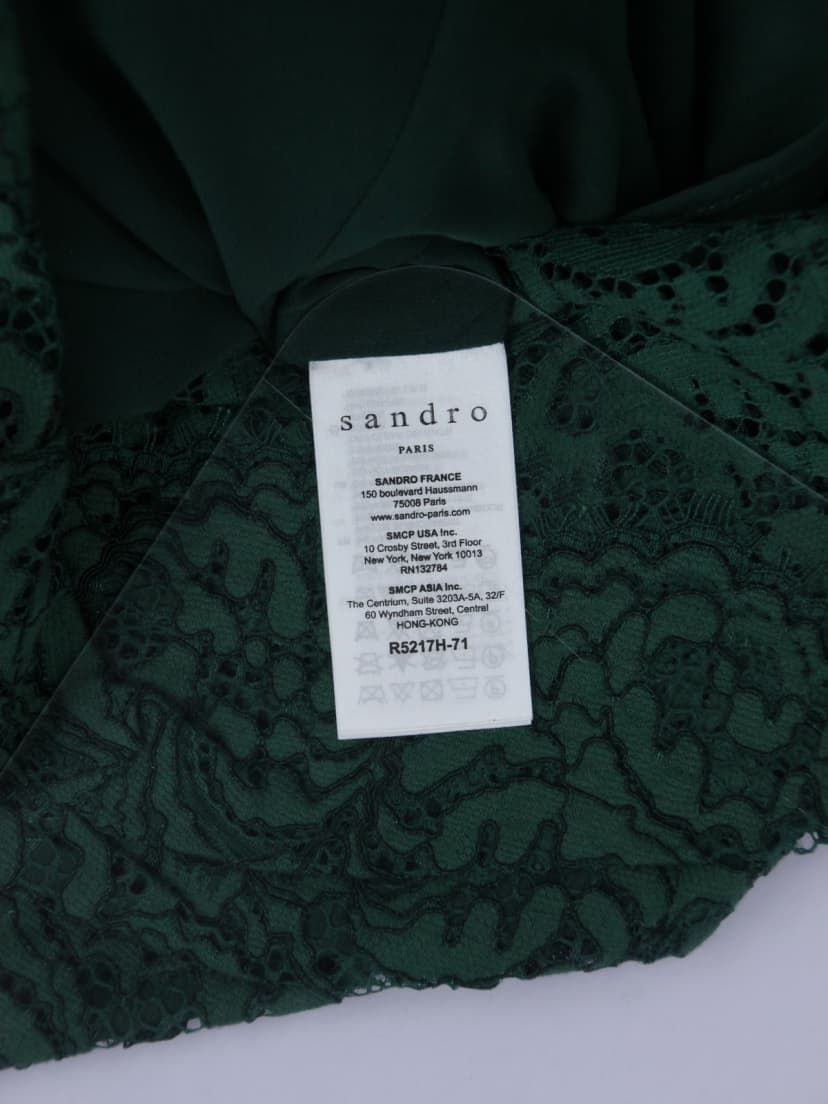 sandro
PARIS
SANDRO FRANCE
150 boulevard Haussmann
75008 Paris
www.sandro-paris.com
SMCP USA Inc.
10 Crosby Street, 3rd Floor
New York, New York 10013
RN132784
SMCP ASIA Inc.
The Centrium, Suite 3203A-5A, 32/F
60 Wyndham Street, Central
HONG-KONG
R5217H-71